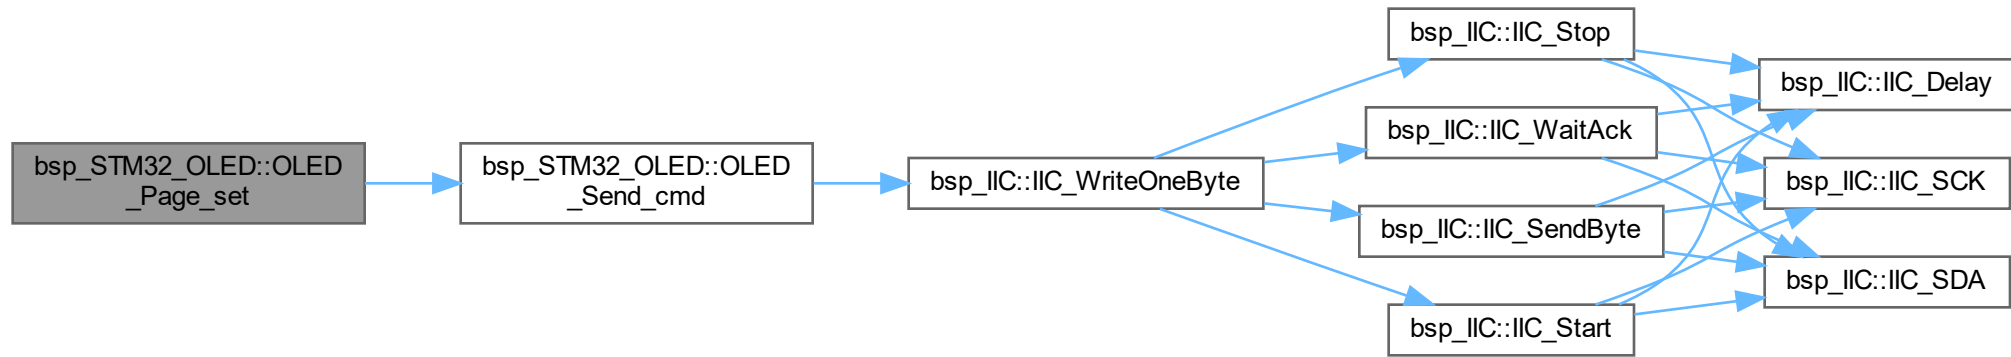 bsp_STM32_OLED::OLED
_Page_set
bsp_STM32_OLED::OLED
_Send_cmd
bsp_IIC::IIC_WriteOneByte
bsp_IIC::IIC_Stop
bsp_IIC::IIC_WaitAck
bsp_IIC::IIC_SendByte
bsp_IIC::IIC_Start
bsp_IIC::IIC_Delay
bsp_IIC::IIC_SCK
bsp_IIC::IIC_SDA